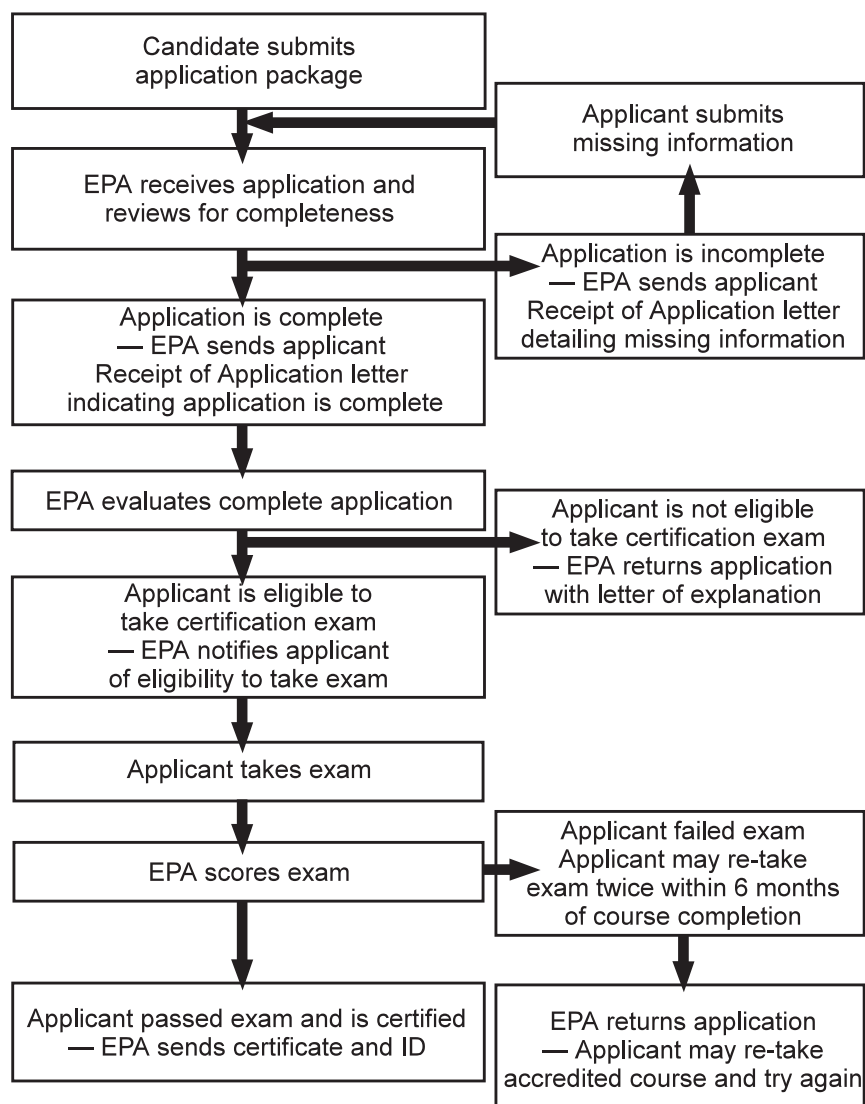 Candidate submits
application package
Applicant submits
missing information
EPA receives application and
reviews for completeness
Application is incomplete
— EPA sends applicant
Receipt of Application letter
detailing missing information
Application is complete
— EPA sends applicant
Receipt of Application letter
indicating application is complete
EPA evaluates complete application
Applicant is not eligible
to take certification exam
— EPA returns application
with letter of explanation
Applicant is eligible to
take certification exam
— EPA notifies applicant
of eligibility to take exam
Applicant takes exam
EPA scores exam
Applicant failed exam
Applicant may re-take
exam twice within 6 months
of course completion
Applicant passed exam and is certified
— EPA sends certificate and ID
EPA returns application
— Applicant may re-take
accredited course and try again